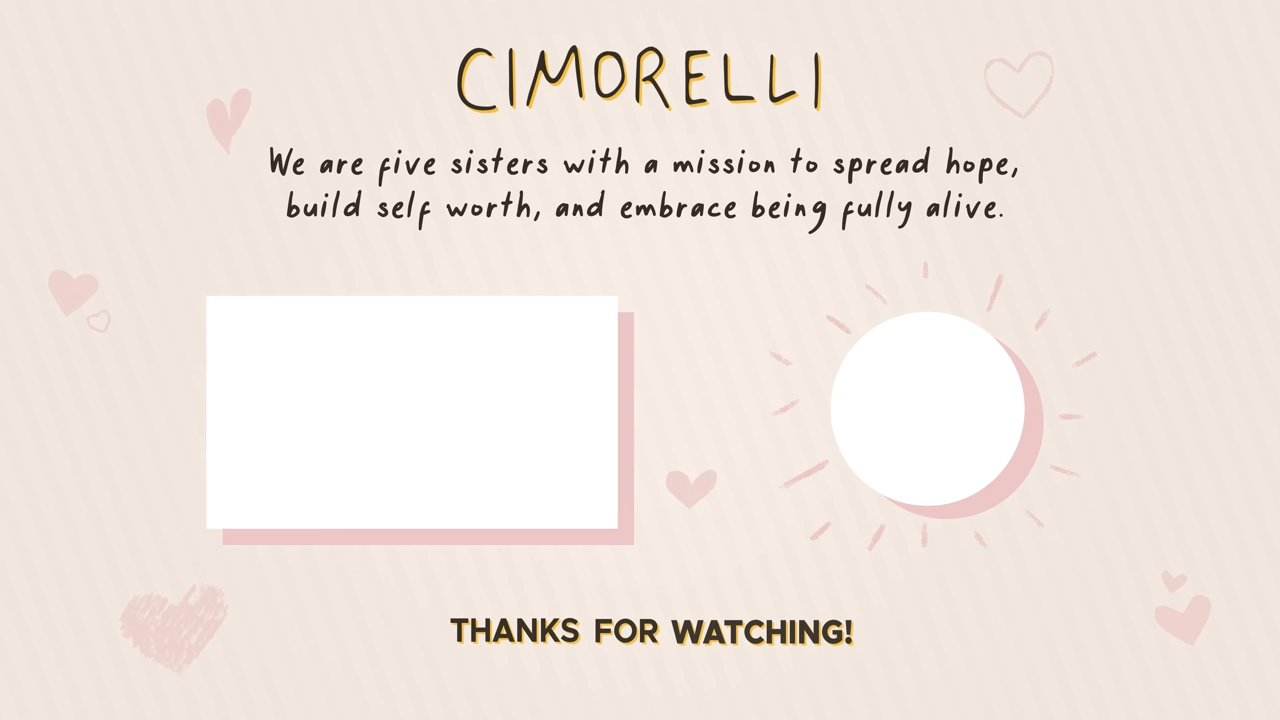 CIMORELLI
We are five sisters with a mission to spread hope,
build self worth, and embrace being fully alive.
THANKS FOR WATCHING!